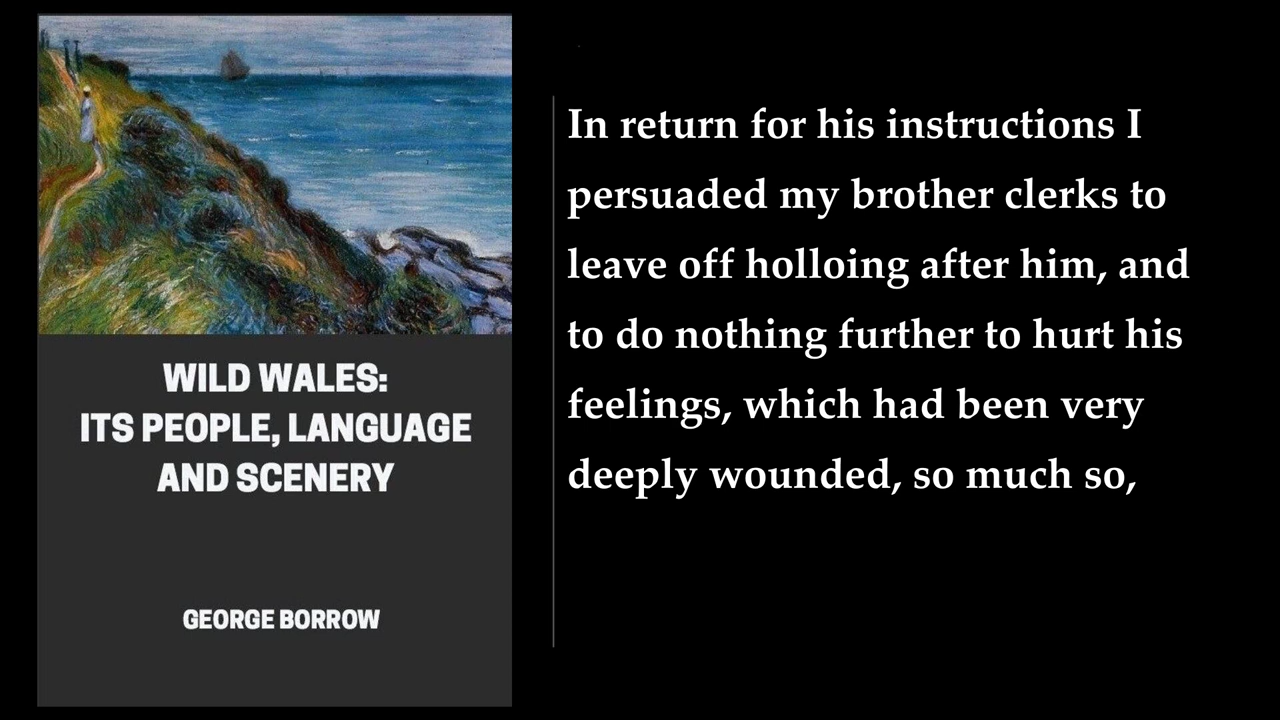 WILD WALES:
ITS PEOPLE, LANGUAGE
AND SCENERY
GEORGE BORROW
In return for his instructions I
persuaded my brother clerks to
leave off holloing after him, and
to do nothing further to hurt his
feelings, which had been very
deeply wounded, so much so,